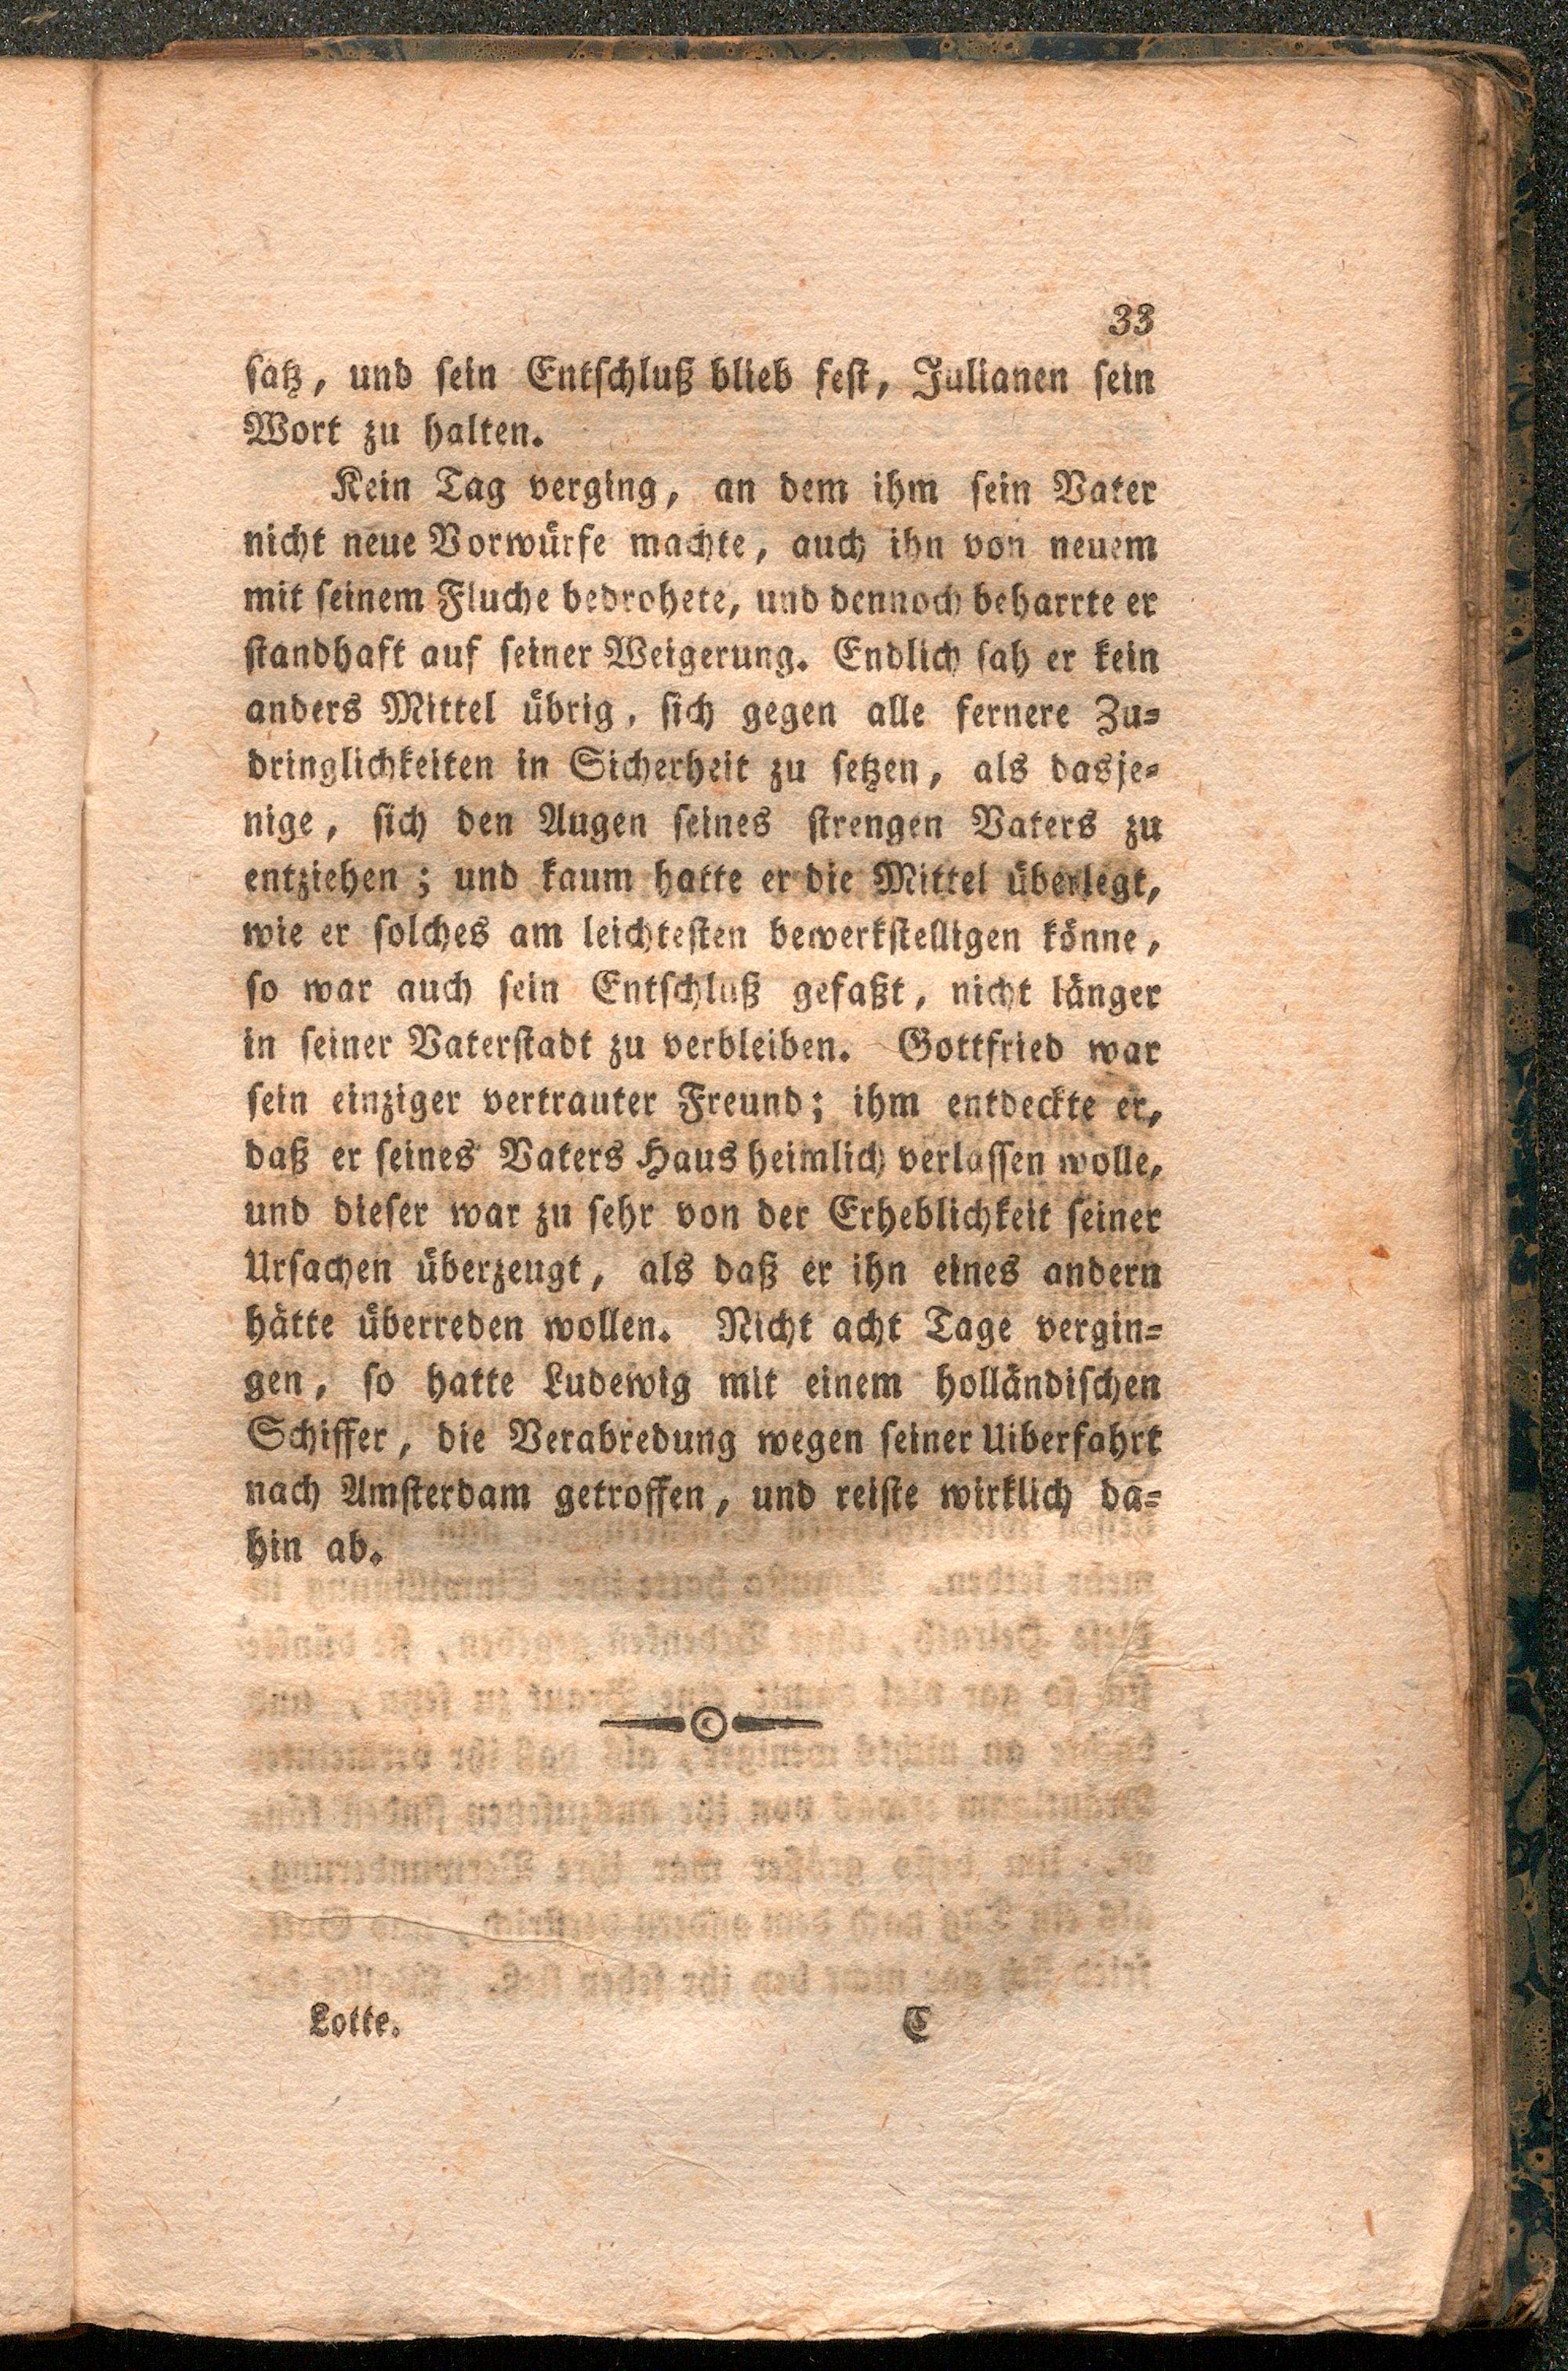 33
satz, und sein Entschluß blieb fest, Julianen sein
Wort zu halten.
Kein Tag verging, an dem ihm sein Vater
nicht neue Vorwürfe machte, auch ihn von neuem
mit seinem Fluche bedrohete, und dennoch beharrte er
standhaft auf seiner Weigerung. Endlich sah er kein
anders Mittel übrig, sich gegen alle fernere Zu-
dringlichkeiten in Sicherheit zu setzen, als dasje-
nige, sich den Augen seines strengen Vaters zu
entziehen; und kaum hatte er die Mittel überlegt,
wie er solches am leichtesten bewerkstelligen könne,
so war auch sein Entschluß gefaßt, nicht länger
in seiner Vaterstadt zu verbleiben. Gottfried war
sein einziger vertrauter Freund; ihm entdeckte er,
daß er seines Vaters Haus heimlich verlassen wolle,
und dieser war zu sehr von der Erheblichkeit seiner
Ursachen überzeugt, als daß er ihn eines andern
hätte überreden wollen. Nicht acht Tage vergin-
gen, so hatte Ludewig mit einem holländischen
Schiffer, die Verabredung wegen seiner Uiberfahrt
nach Amsterdam getroffen, und reiste wirklich da-
hin ab.
Lotte. C